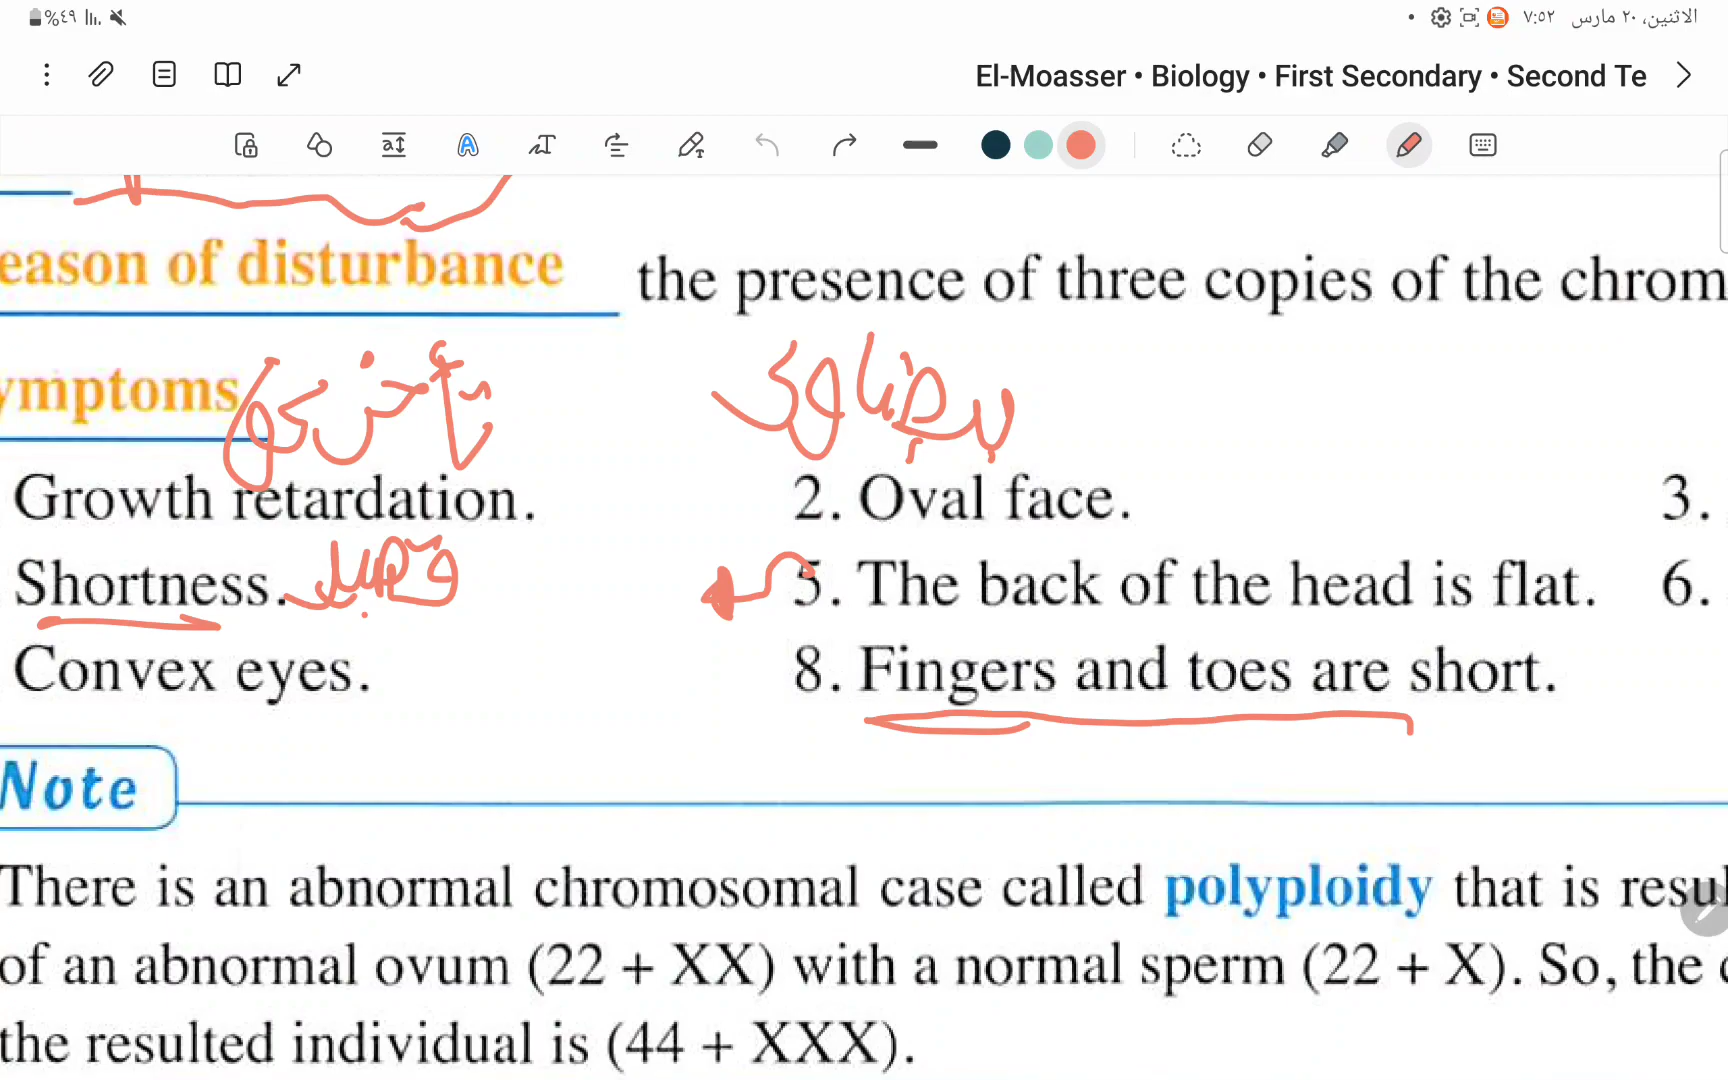 %٤٩
الاثنين، ٢٠ مارس ٧:٥٢
El-Moasser • Biology • First Secondary • Second Te
eason of disturbance the presence of three copies of the chrom
ymptoms
بيضاوي
Growth retardation. 2. Oval face. 3.
Shortness. قصير 5. The back of the head is flat. 6.
Convex eyes. 8. Fingers and toes are short.
Note
There is an abnormal chromosomal case called polyploidy that is resul
of an abnormal ovum (22 + XX) with a normal sperm (22 + X). So, the
the resulted individual is (44 + XXX).